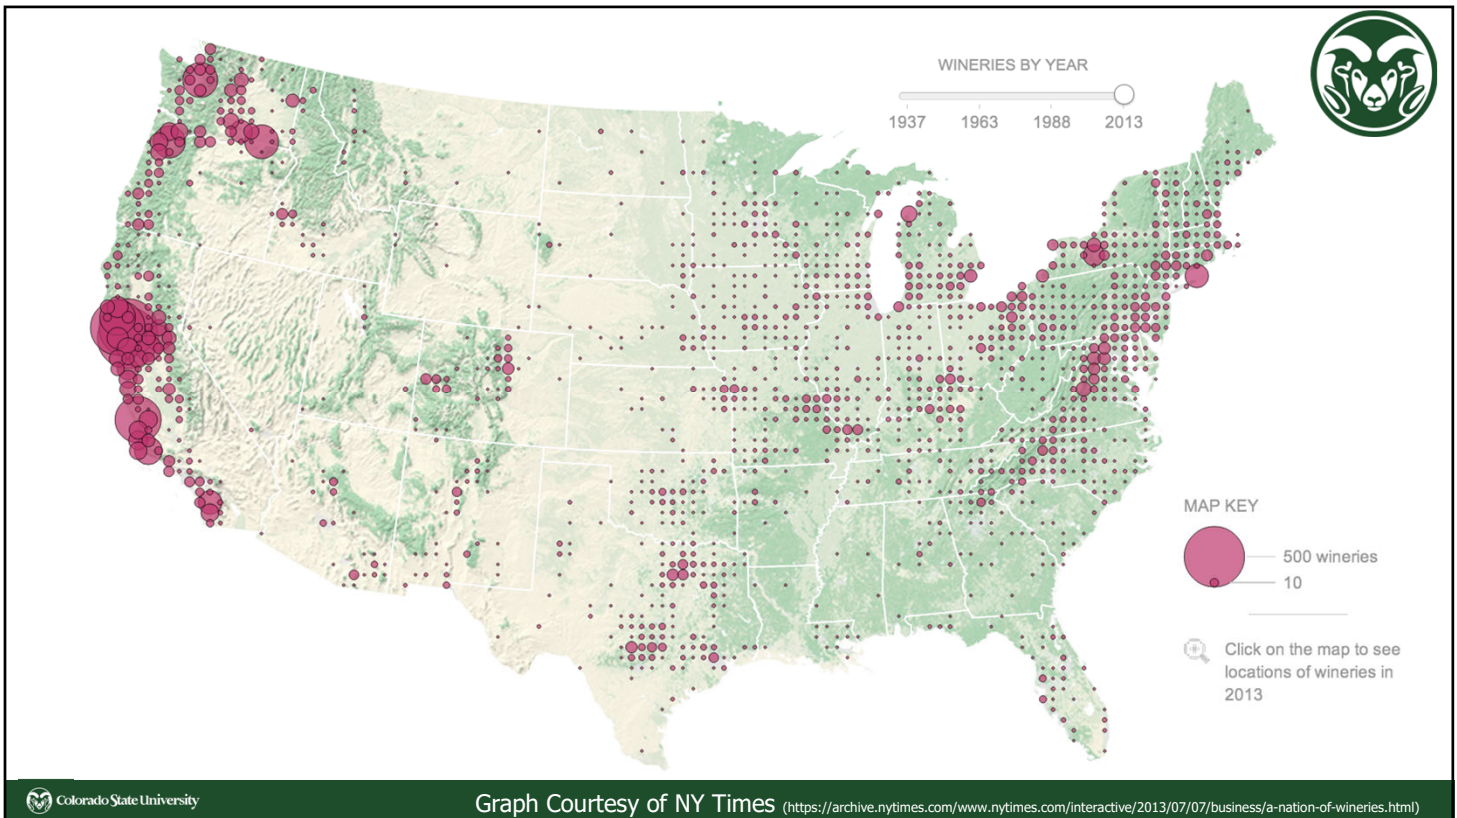 WINERIES BY YEAR
1937 1963 1988 2013
MAP KEY
500 wineries
10
Click on the map to see
locations of wineries in
2013
Colorado State University
Graph Courtesy of NY Times (https://archive.nytimes.com/www.nytimes.com/interactive/2013/07/07/business/a-nation-of-wineries.html)